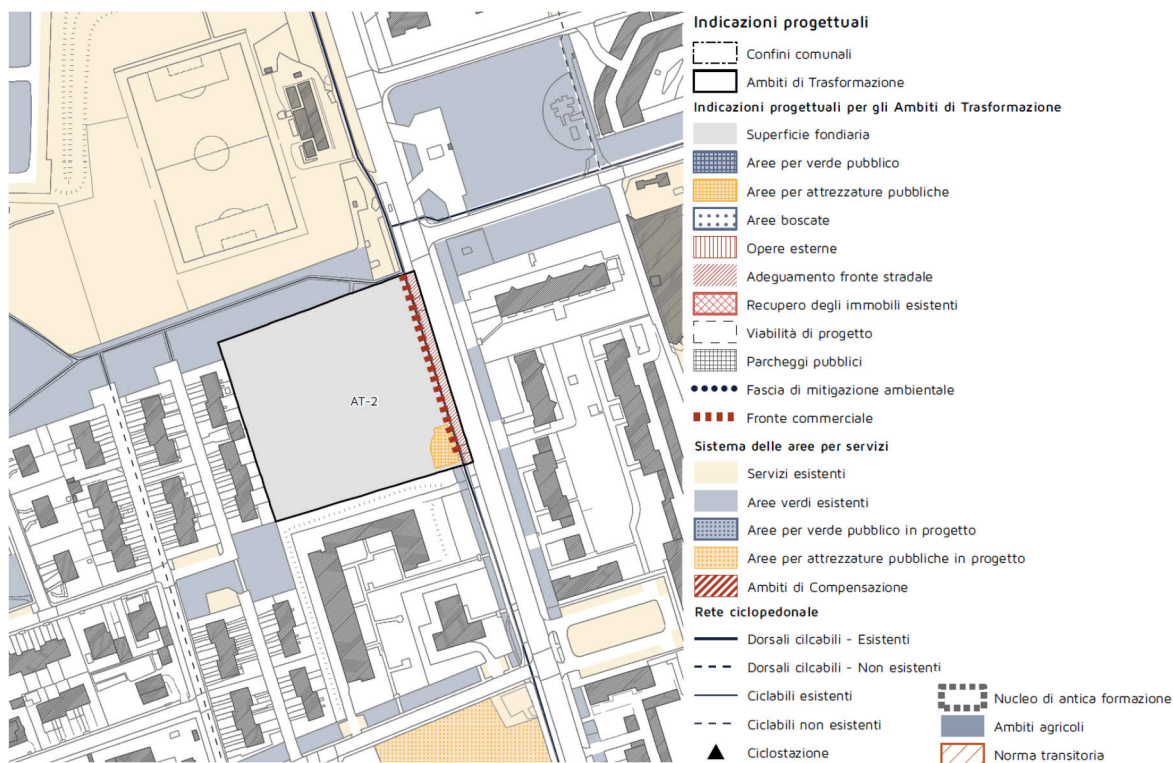 AT-2
Indicazioni progettuali
Confini comunali
Ambiti di Trasformazione
Indicazioni progettuali per gli Ambiti di Trasformazione
Superficie fondiaria
Aree per verde pubblico
Aree per attrezzature pubbliche
Aree boscate
Opere esterne
Adeguamento fronte stradale
Recupero degli immobili esistenti
Viabilità di progetto
Parcheggi pubblici
Fascia di mitigazione ambientale
Fronte commerciale
Sistema delle aree per servizi
Servizi esistenti
Aree verdi esistenti
Aree per verde pubblico in progetto
Aree per attrezzature pubbliche in progetto
Ambiti di Compensazione
Rete ciclopedonale
Dorsali cilcabili - Esistenti
Dorsali cilcabili - Non esistenti
Ciclabili esistenti
Ciclabili non esistenti
Ciclostazione
Nucleo di antica formazione
Ambiti agricoli
Norma transitoria